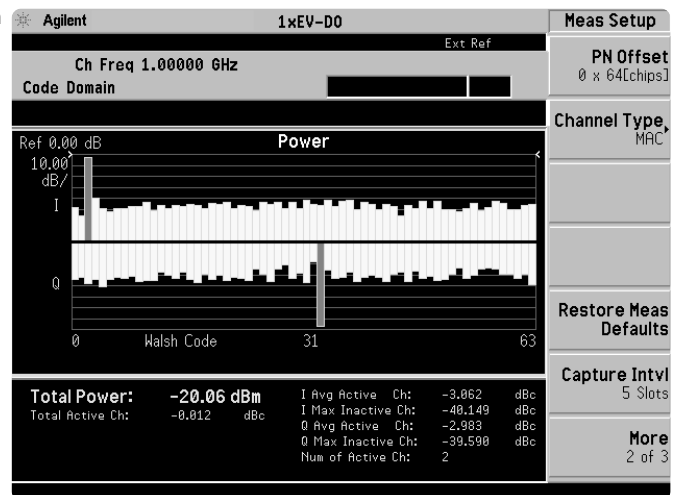 Agilent 1xEV-DO Meas Setup
Ext Ref
Ch Freq 1.00000 GHz
Code Domain
PN Offset
0 x 64[chips]
Channel Type
MAC
Ref 0.00 dB Power
10.00
dB/
I
Q
0 Walsh Code 31 63
Restore Meas
Defaults
Capture Intvl
5 Slots
More
2 of 3
Total Power: -20.06 dBm
Total Active Ch: -0.012 dBc
I Avg Active Ch: -3.062 dBc
I Max Inactive Ch: -40.149 dBc
Q Avg Active Ch: -2.983 dBc
Q Max Inactive Ch: -39.590 dBc
Num of Active Ch: 2